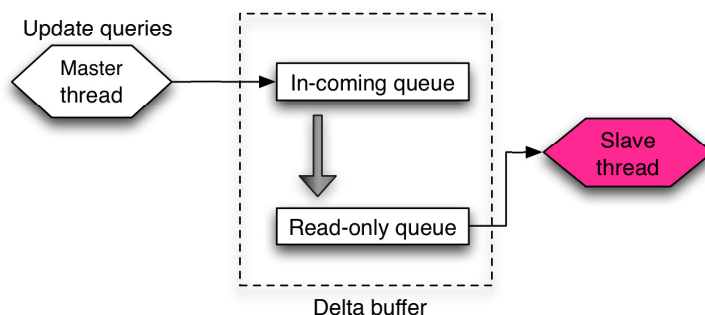 Update queries
Master
thread
In-coming queue
Slave
thread
Read-only queue
Delta buffer